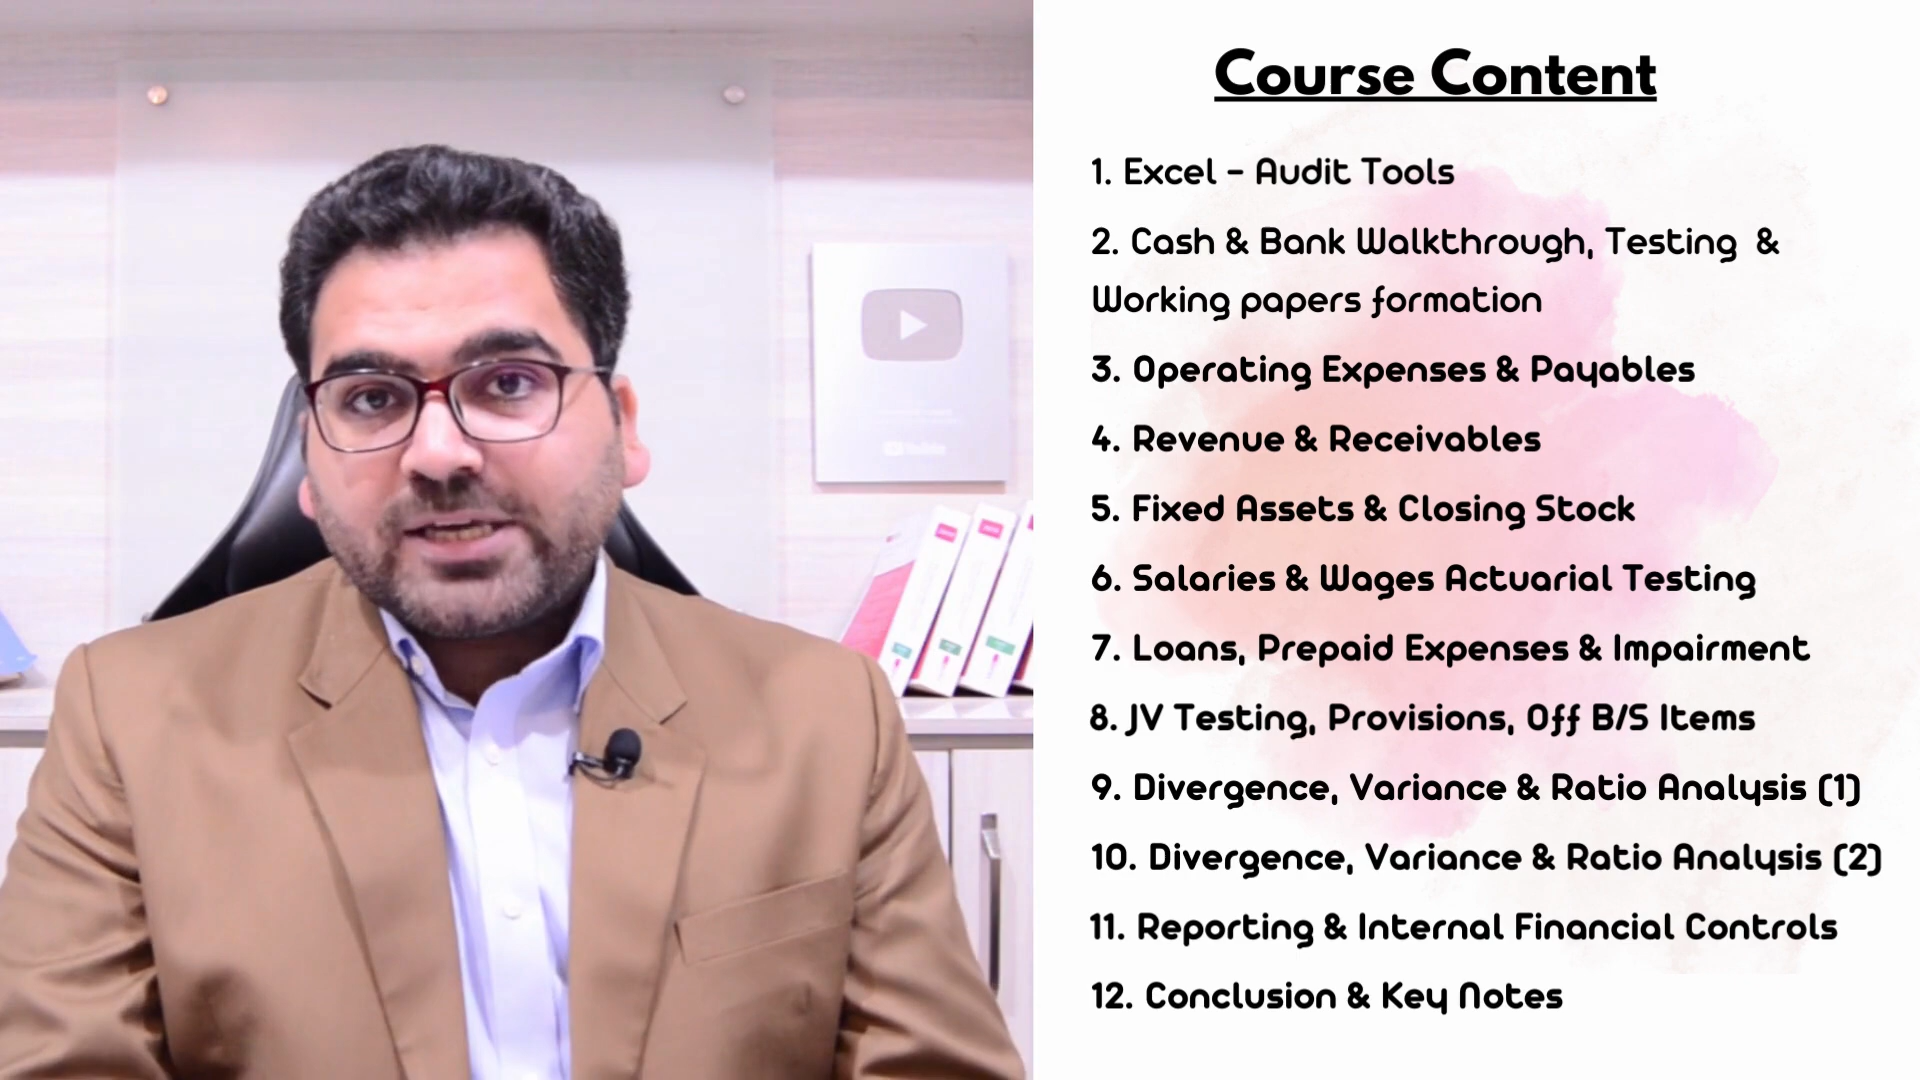 Course Content
1. Excel - Audit Tools
2. Cash & Bank Walkthrough, Testing &
Working papers formation
3. Operating Expenses & Payables
4. Revenue & Receivables
5. Fixed Assets & Closing Stock
6. Salaries & Wages Actuarial Testing
7. Loans, Prepaid Expenses & Impairment
8. JV Testing, Provisions, Off B/S Items
9. Divergence, Variance & Ratio Analysis (1)
10. Divergence, Variance & Ratio Analysis (2)
11. Reporting & Internal Financial Controls
12. Conclusion & Key Notes